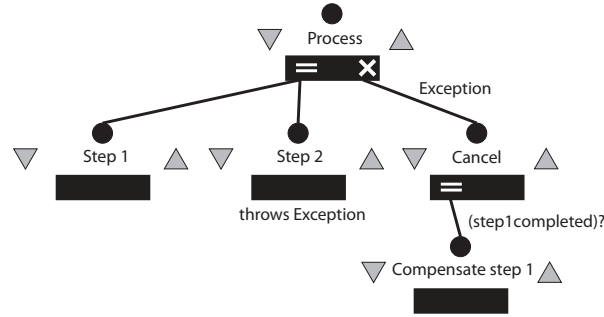 Process
Exception
Step 1
Step 2
Cancel
throws Exception
(step1completed)?
Compensate step 1